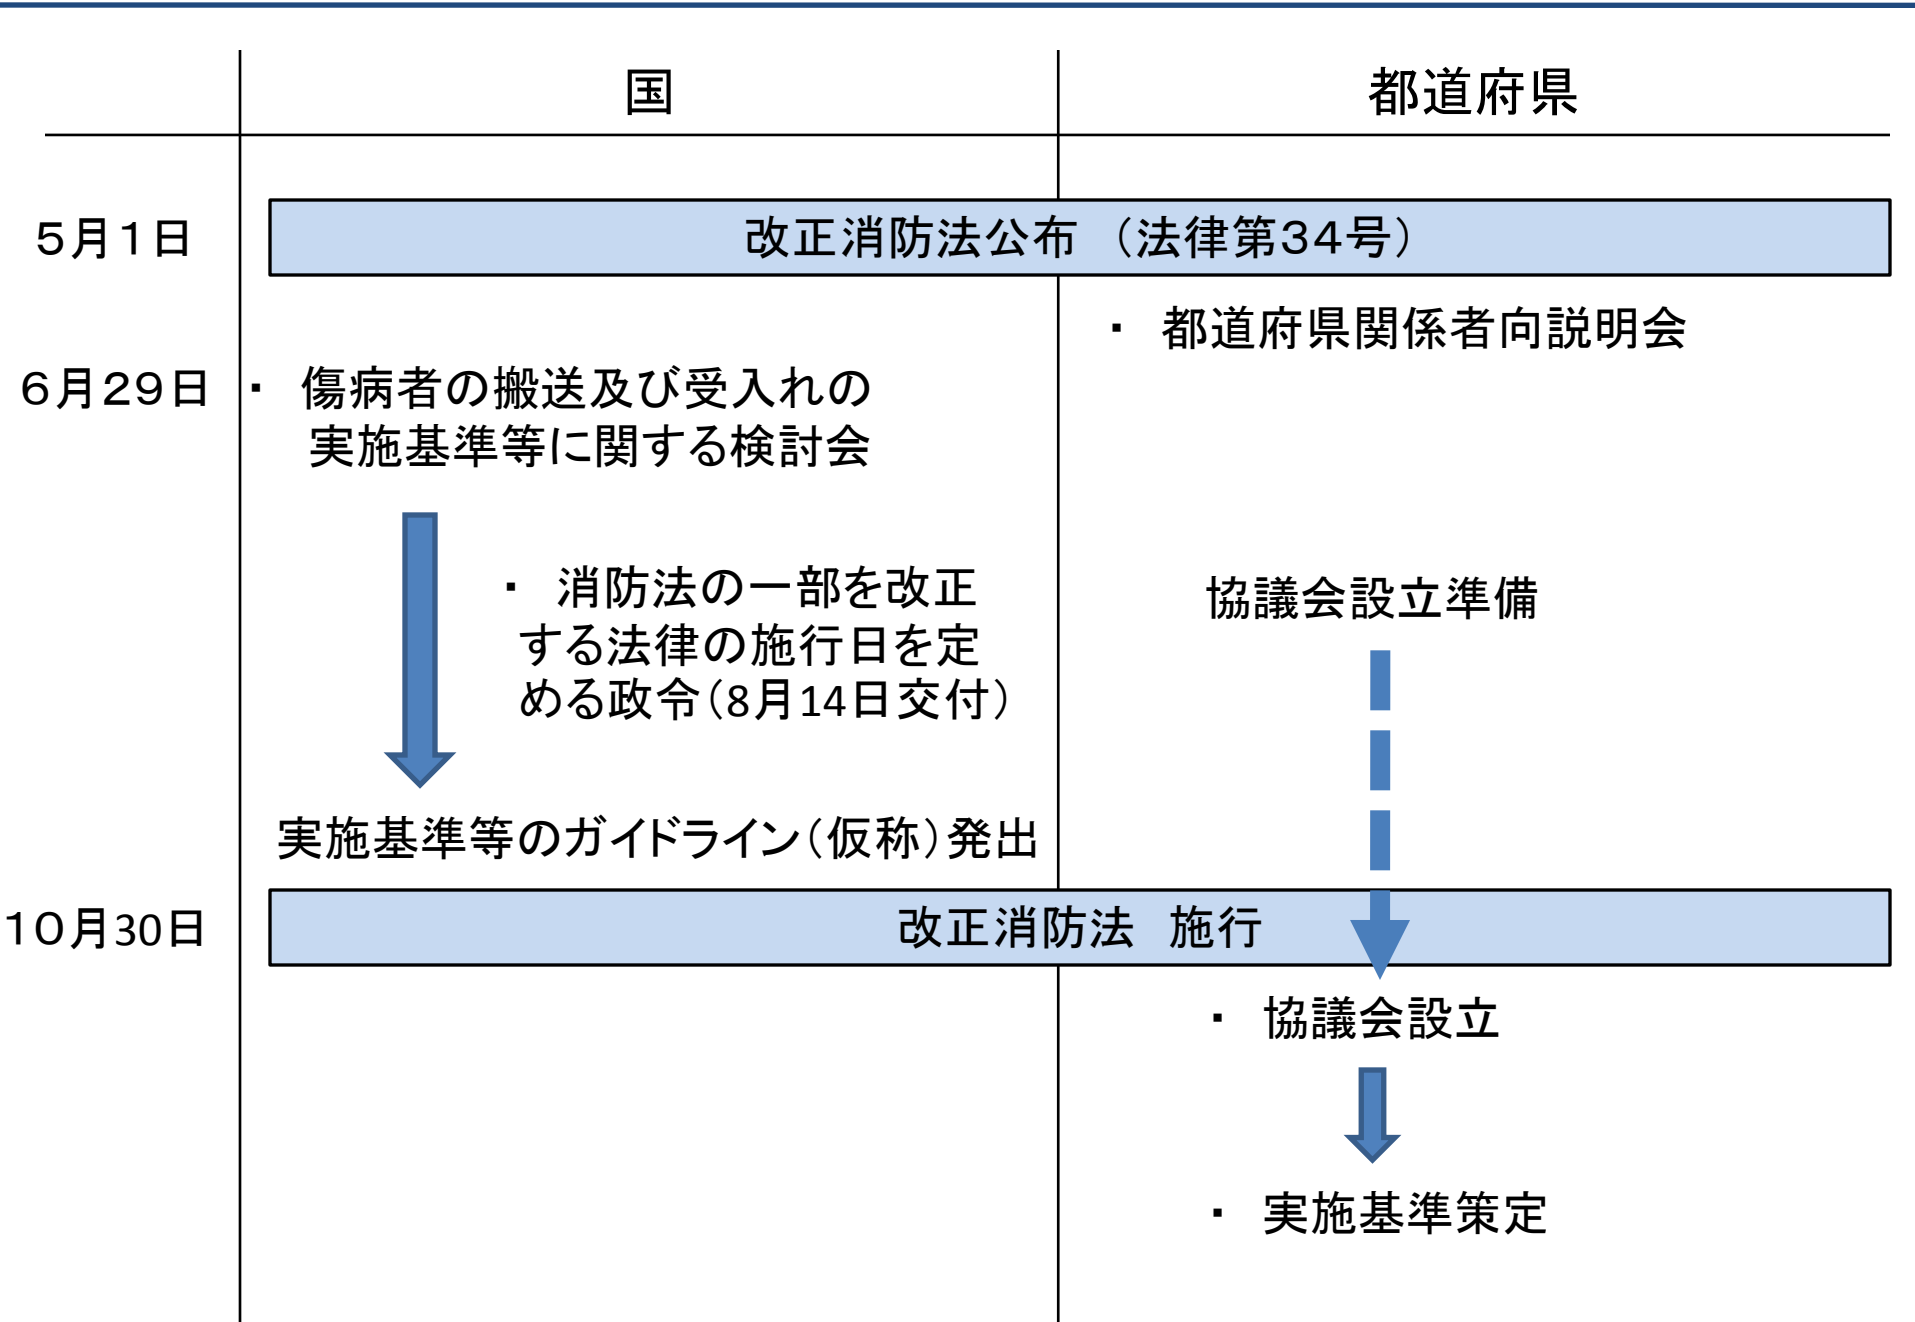 国
都道府県
５月１日
改正消防法公布 （法律第３４号）
・ 都道府県関係者向説明会
６月２９日
・ 傷病者の搬送及び受入れの
実施基準等に関する検討会
・ 消防法の一部を改正
する法律の施行日を定
める政令（8月14日交付）
協議会設立準備
実施基準等のガイドライン（仮称）発出
１０月30日
改正消防法 施行
・ 協議会設立
・ 実施基準策定